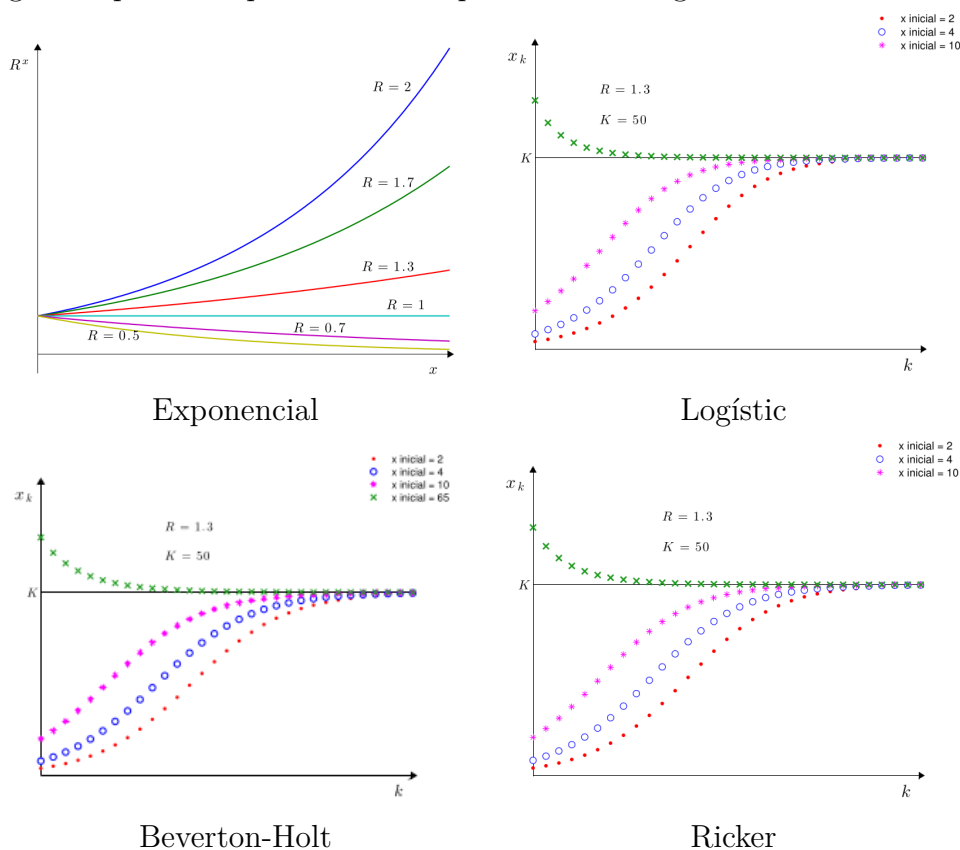 R^x
R = 2
R = 1.7
R = 1.3
R = 1
R = 0.7
R = 0.5
x
Exponencial
x inicial = 2
x inicial = 4
x inicial = 10
x_k
R = 1.3
K = 50
K
k
Logístic
x inicial = 2
x inicial = 4
x inicial = 10
x inicial = 65
x_k
R = 1.3
K = 50
K
k
Beverton-Holt
x inicial = 2
x inicial = 4
x inicial = 10
x_k
R = 1.3
K = 50
K
k
Ricker